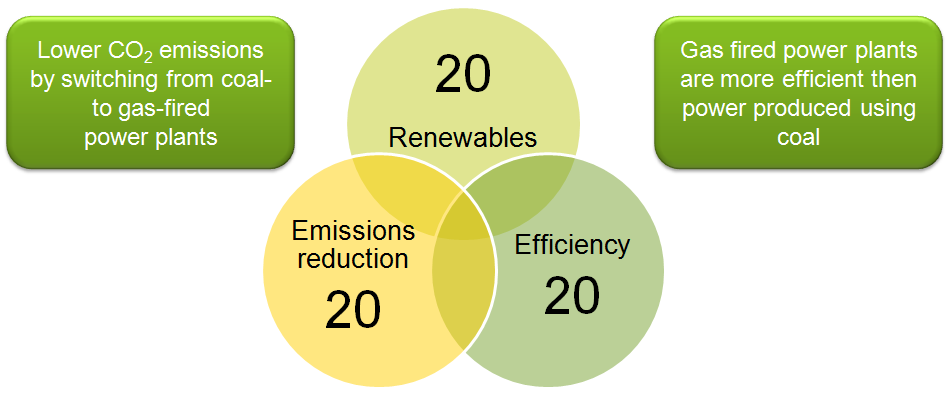 Lower CO₂ emissions
by switching from coal-
to gas-fired
power plants
20
Renewables
Gas fired power plants
are more efficient then
power produced using
coal
Emissions
reduction
20
Efficiency
20